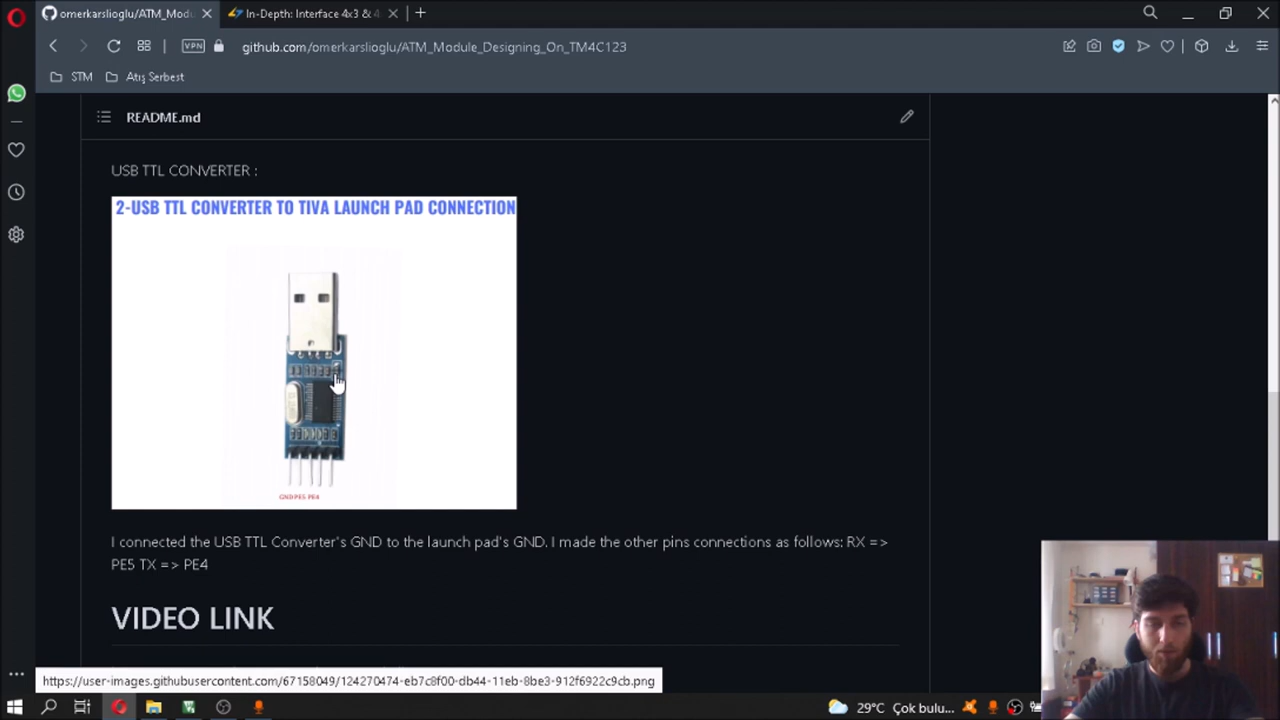 omerkarslioglu/ATM_Modu
In-Depth: Interface 4x3 & 4
VPN
github.com/omerkarslioglu/ATM_Module_Designing_On_TM4C123
STM
Atış Serbest
README.md
USB TTL CONVERTER :
2-USB TTL CONVERTER TO TIVA LAUNCH PAD CONNECTION
GND PE5 PE4
I connected the USB TTL Converter's GND to the launch pad's GND. I made the other pins connections as follows: RX =>
PE5 TX => PE4
VIDEO LINK
https://user-images.githubusercontent.com/67158049/124270474-eb7c8f00-db44-11eb-8be3-912f6922c9cb.png
29°C Çok bulu...